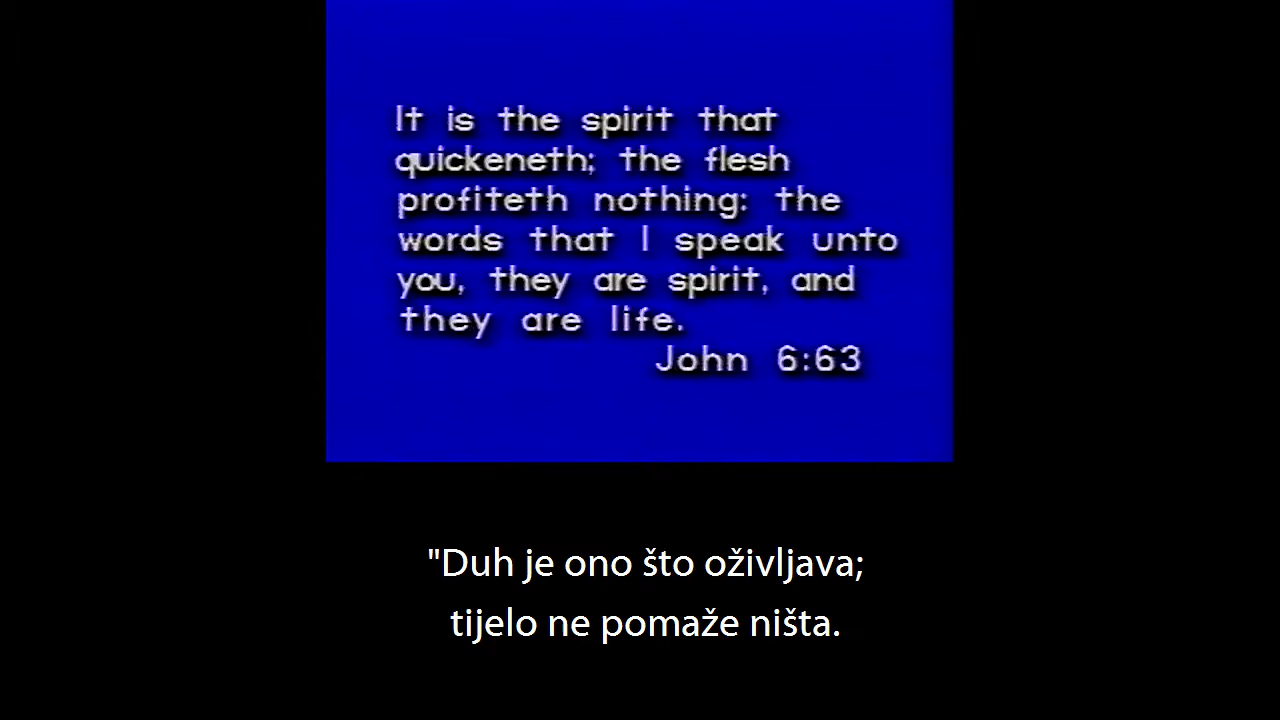 It is the spirit that
quickeneth; the flesh
profiteth nothing: the
words that I speak unto
you, they are spirit, and
they are life.
John 6:63
"Duh je ono što oživljava;
tijelo ne pomaže ništa.